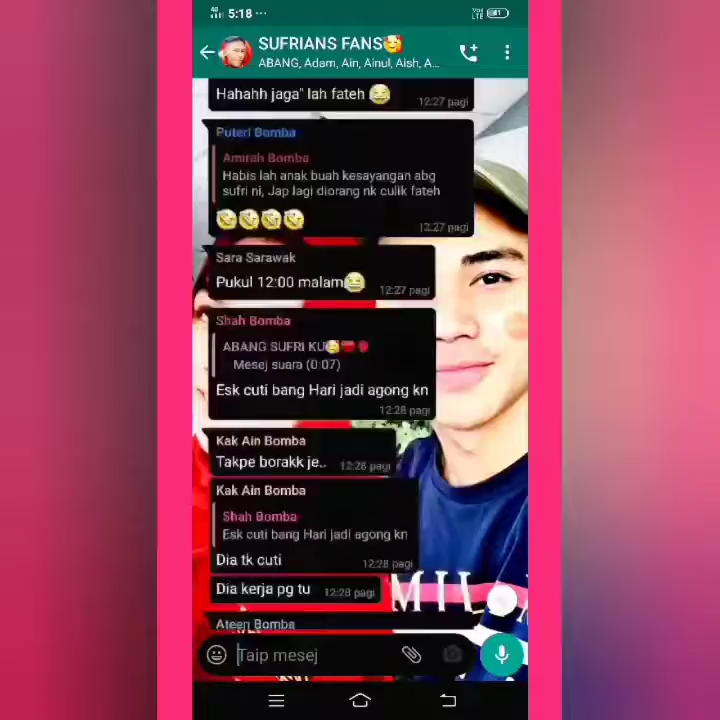 4G 5:18 ...
Vo) LTE
SUFRIANS FANS🥰
ABANG, Adam, Ain, Ainul, Aish, A...
Hahahh jaga" lah fateh 😂
12:27 pagi
Puteri Bomba
Amirah Bomba
Habis lah anak buah kesayangan abg
sufri ni, Jap lagi diorang nk culik fateh
🤣🤣🤣🤣
12:27 pagi
Sara Sarawak
Pukul 12:00 malam😂
12:27 pagi
Shah Bomba
ABANG SUFRI KU🥰❤️🌹
Mesej suara (0:07)
Esk cuti bang Hari jadi agong kn
12:28 pagi
Kak Ain Bomba
Takpe borakk je.. 12:28 pagi
Kak Ain Bomba
Shah Bomba
Esk cuti bang Hari jadi agong kn
Dia tk cuti
12:28 pagi
Dia kerja pg tu 12:28 pagi
MIL
Ateen Bomba
Taip mesej